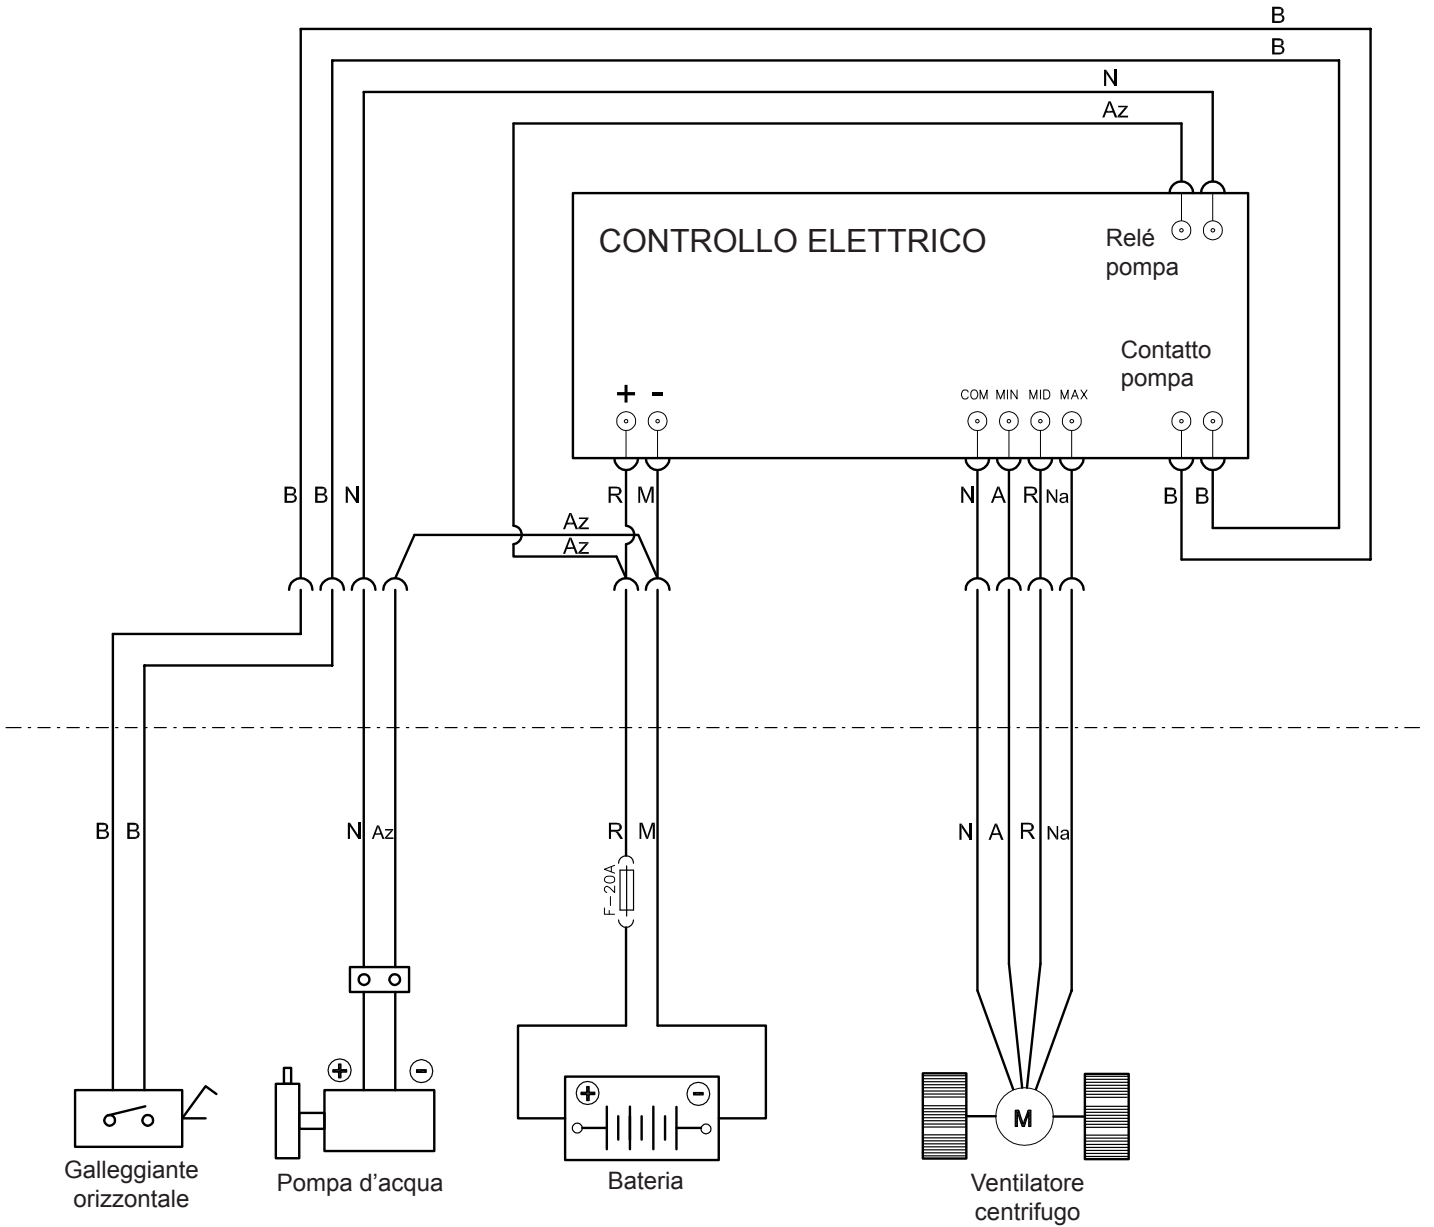 B
B
N
Az
CONTROLLO ELETTRICO
Relé
pompa
Contatto
pompa
+ -
COM MIN MID MAX
B B N R M N A R Na B B
Az
Az
B B N Az R M N A R Na
F-20A
+ - + - M
Galleggiante
orizzontale
Pompa d'acqua
Bateria
Ventilatore
centrifugo